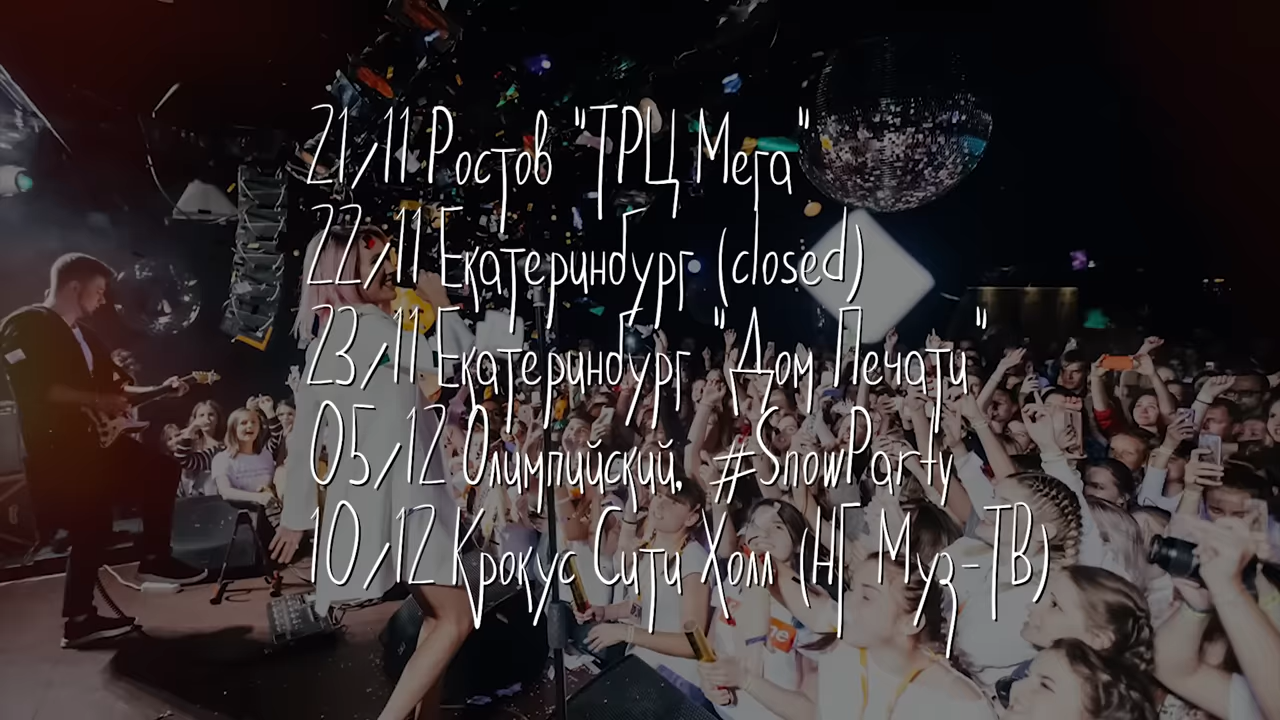 21/11 Ростов "ТРЦ Мега"
22/11 Екатеринбург (closed)
23/11 Екатеринбург "Дом Печати"
05/12 Олимпийский, #SnowParty
10/12 Крокус Сити Холл (НГ Муз-ТВ)